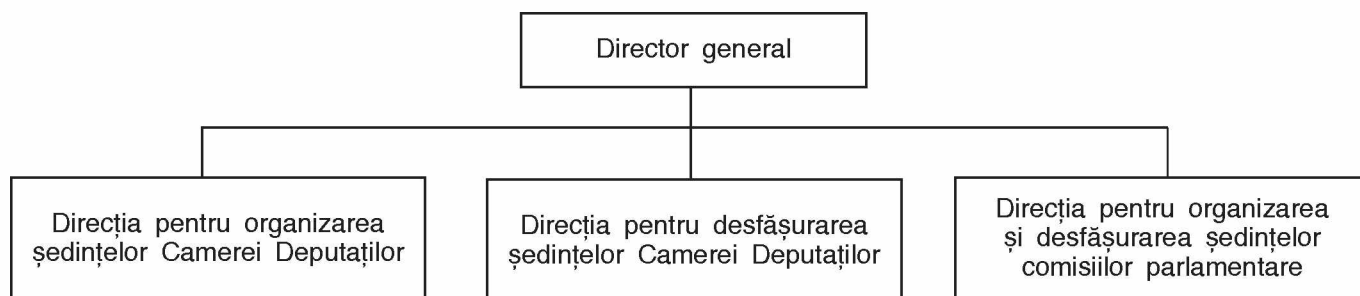 Director general
Direcția pentru organizarea
ședințelor Camerei Deputaților
Direcția pentru desfășurarea
ședințelor Camerei Deputaților
Direcția pentru organizarea
și desfășurarea ședințelor
comisiilor parlamentare